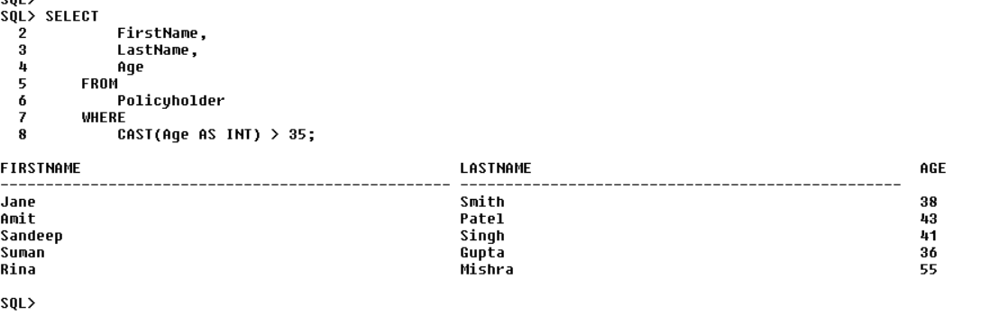 SQL>
SQL> SELECT
  2          FirstName,
  3          LastName,
  4          Age
  5      FROM
  6          Policyholder
  7      WHERE
  8          CAST(Age AS INT) > 35;
FIRSTNAME                                          LASTNAME                                           AGE
-------------------------------------------------- --------------------------------------------------
Jane                                               Smith                                              38
Amit                                               Patel                                              43
Sandeep                                            Singh                                              41
Suman                                              Gupta                                              36
Rina                                               Mishra                                             55
SQL>